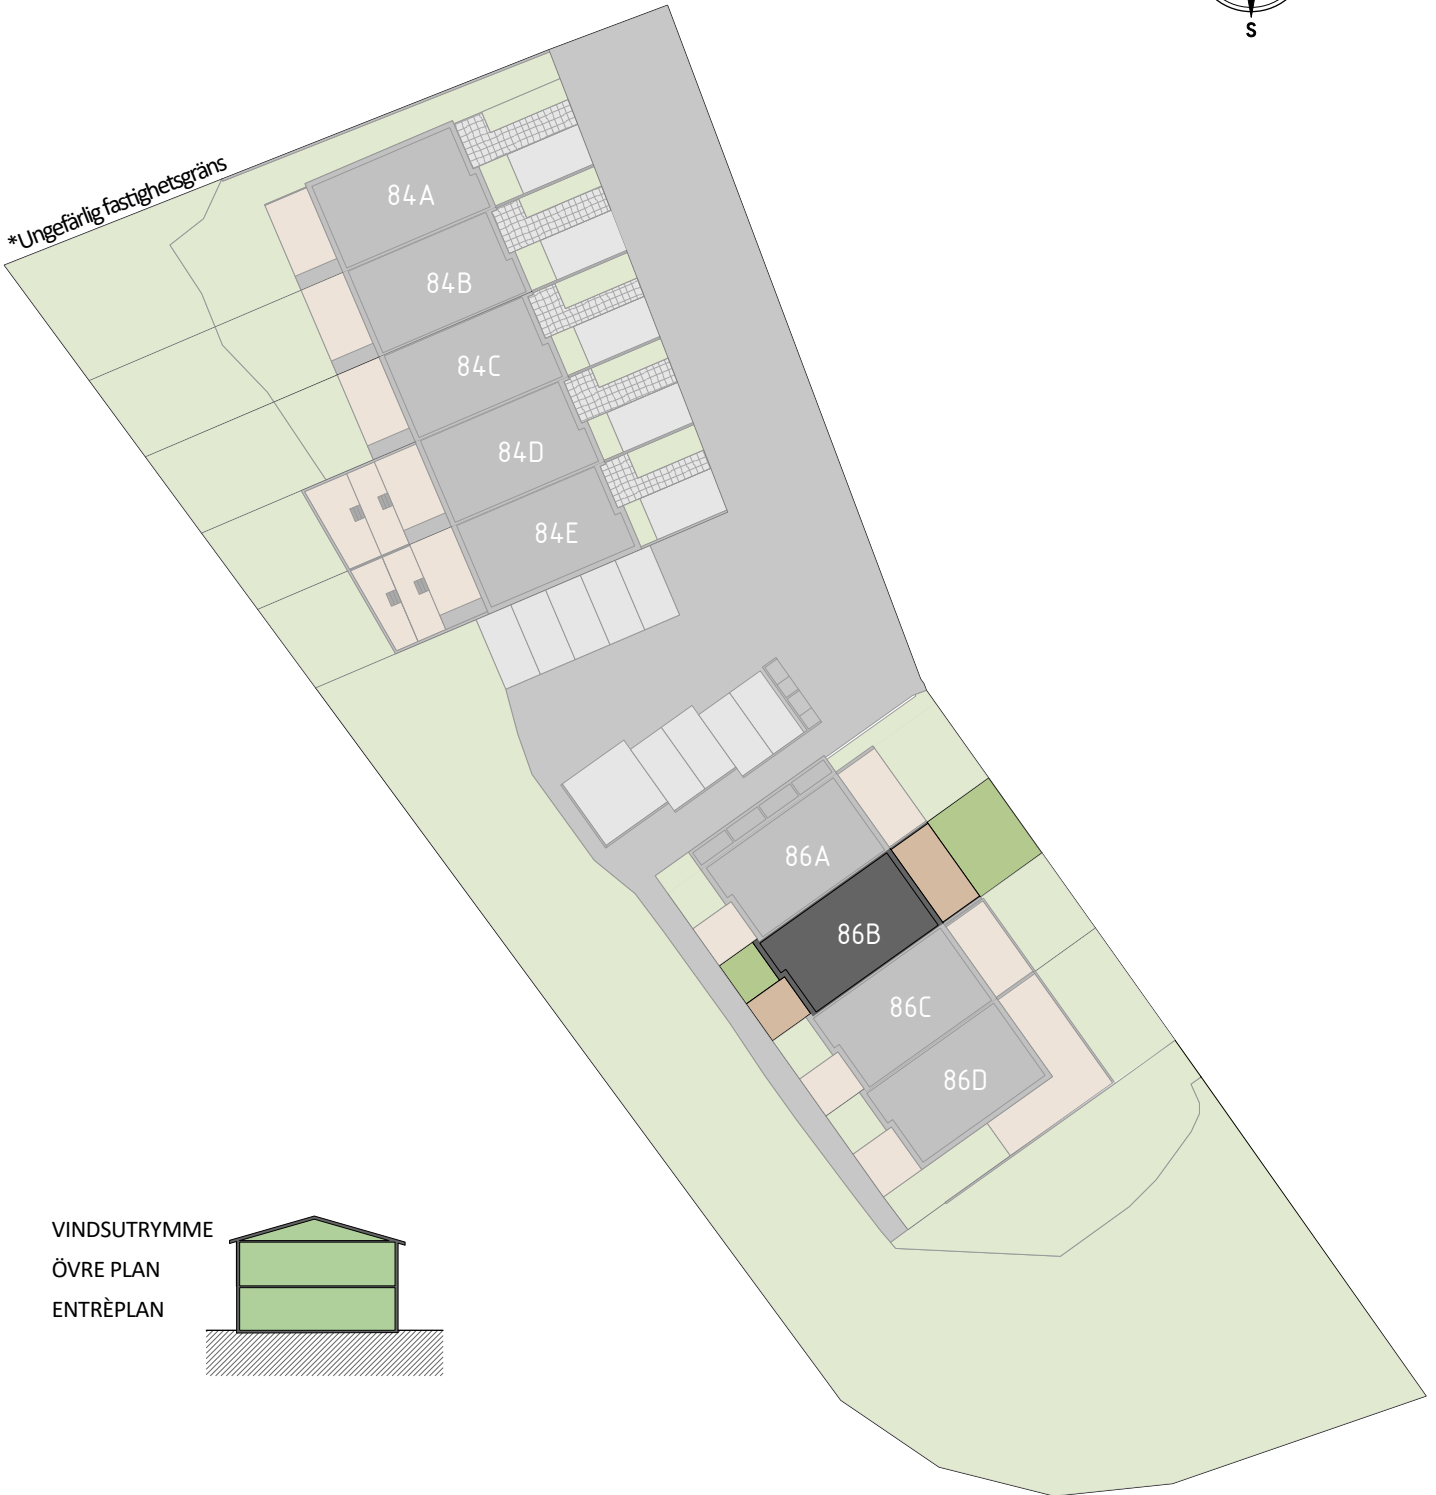 S
*Ungefärlig fastighetsgräns
84A
84B
84C
84D
84E
86A
86B
86C
86D
VINDSUTRYMME
ÖVRE PLAN
ENTRÈPLAN